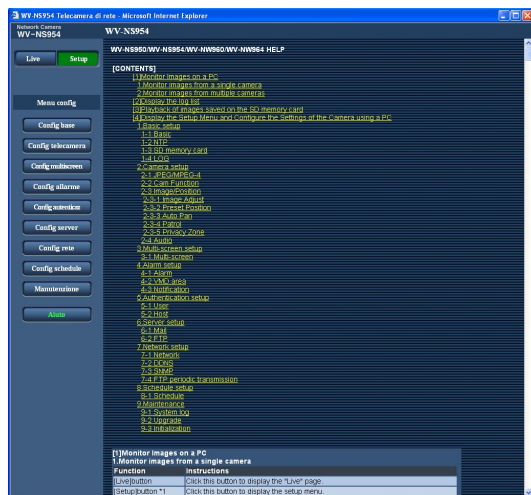 WV-NS954 Telecamera di rete - Microsoft Internet Explorer
Network Camera
WV-NS954
WV-NS954
Live
Setup
Menu config
Config base
Config telecamera
Config multiscreen
Config allarme
Config autentica
Config server
Config rete
Config schedule
Manutenzione
Aiuto
WV-NS950/WV-NS954/WV-NW960/WV-NW964 HELP
[CONTENTS]
[1]Monitor Images on a PC
1.Monitor images from a single camera
2.Monitor images from multiple cameras
[2]Display the log list
[3]Playback of images saved on the SD memory card
[4]Display the Setup Menu and Configure the Settings of the Camera using a PC
1.Basic setup
1-1 Basic
1-2 NTP
1-3 SD memory card
1-4 LOG
2.Camera setup
2-1 JPEG/MPEG-4
2-2 Cam Function
2-3 Image/Position
2-3-1 Image Adjust
2-3-2 Preset Position
2-3-3 Auto Pan
2-3-4 Patrol
2-3-5 Privacy Zone
2-4 Audio
3.Multi-screen setup
3-1 Multi-screen
4.Alarm setup
4-1 Alarm
4-2 VMD area
4-3 Notification
5.Authentication setup
5-1 User
5-2 Host
6.Server setup
6-1 Mail
6-2 FTP
7.Network setup
7-1 Network
7-2 DDNS
7-3 SNMP
7-4 FTP periodic transmission
8.Schedule setup
8-1 Schedule
9.Maintenance
9-1 System log
9-2 Upgrade
9-3 Initialization
[1]Monitor Images on a PC
1.Monitor images from a single camera
Function Instructions
[Live]button Click this button to display the "Live" page.
[Setup]button *1 Click this button to display the setup menu.